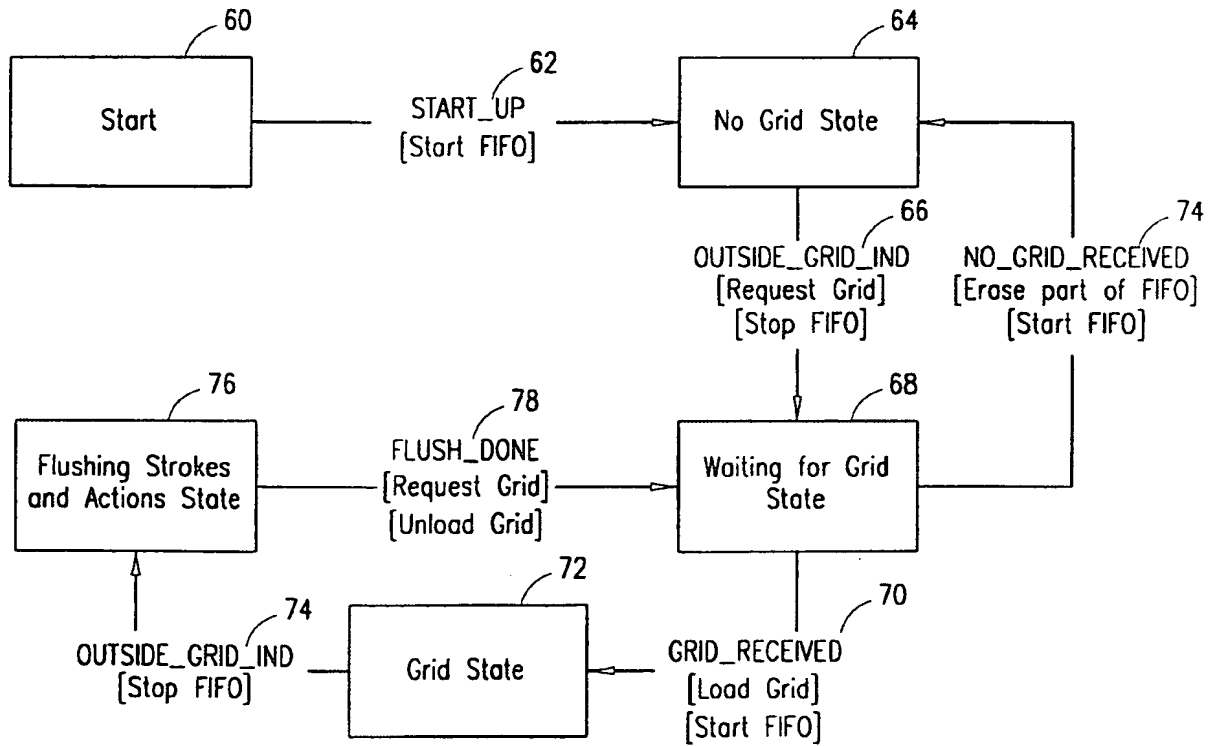 60
Start
62
START_UP
[Start FIFO]
64
No Grid State
66
OUTSIDE_GRID_IND
[Request Grid]
[Stop FIFO]
74
NO_GRID_RECEIVED
[Erase part of FIFO]
[Start FIFO]
76
Flushing Strokes
and Actions State
78
FLUSH_DONE
[Request Grid]
[Unload Grid]
68
Waiting for Grid
State
74
OUTSIDE_GRID_IND
[Stop FIFO]
72
Grid State
70
GRID_RECEIVED
[Load Grid]
[Start FIFO]